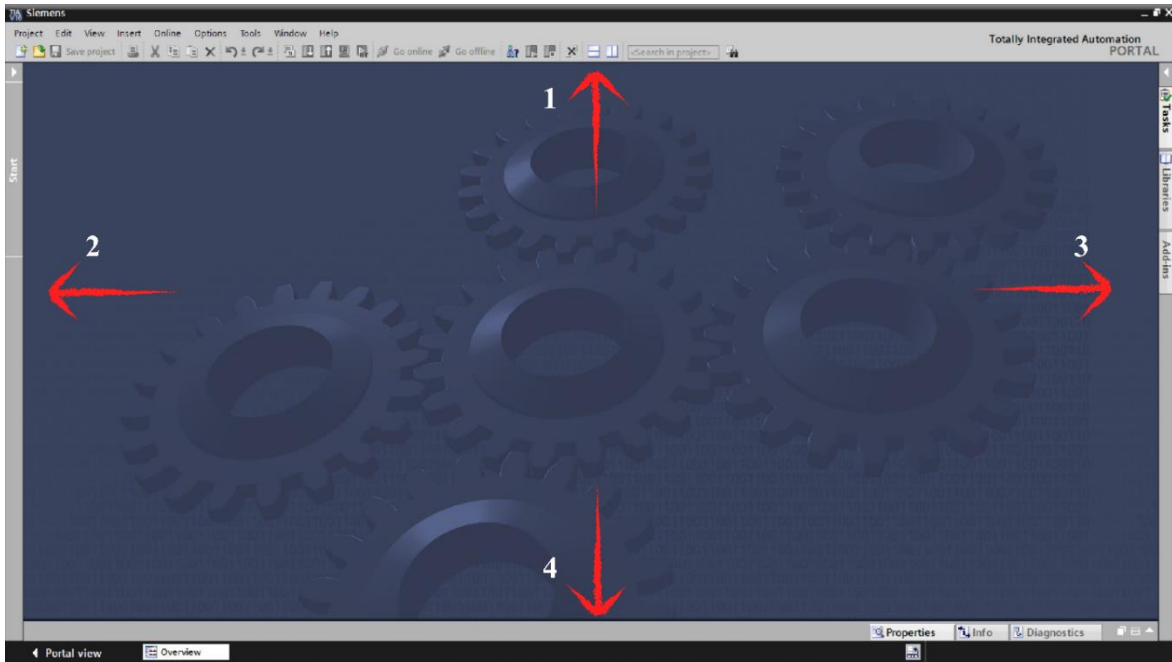 Siemens
Project Edit View Insert Online Options Tools Window Help
Totally Integrated Automation
PORTAL
Save project Go online Go offline <Search in project>
Start
Tasks
Libraries
Add-ins
1
2
3
4
Properties Info Diagnostics
Portal view Overview